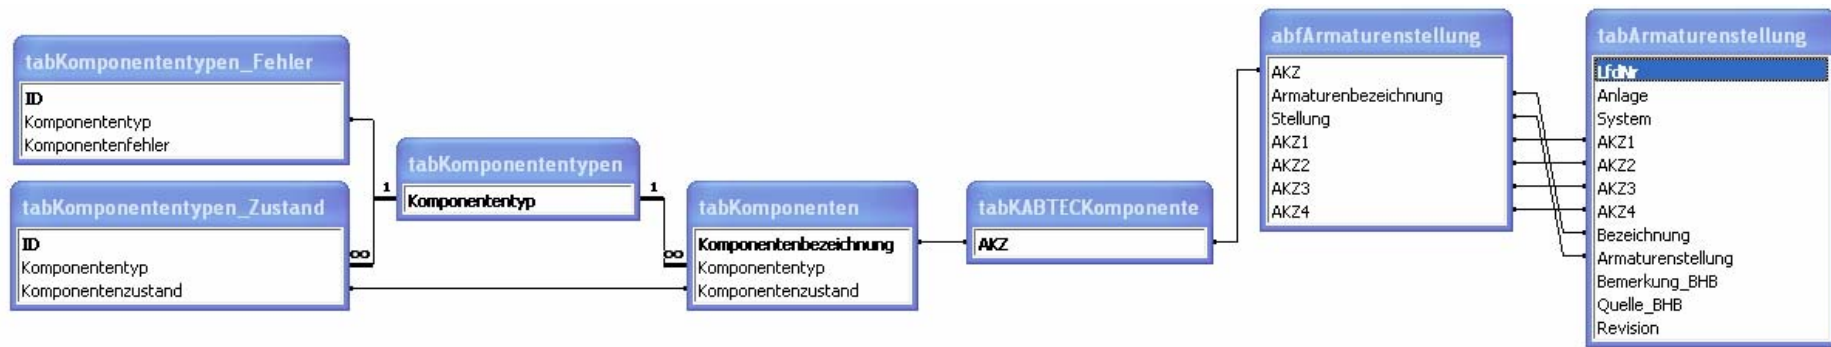 tabKomponententypen_Fehler
ID
Komponententyp
Komponentenfehler
tabKomponententypen_Zustand
ID
Komponententyp
Komponentenzustand
1
∞
tabKomponententypen
Komponententyp
1
∞
tabKomponenten
Komponentenbezeichnung
Komponententyp
Komponentenzustand
tabKABTECKomponente
AKZ
abfArmaturenstellung
AKZ
Armaturenbezeichnung
Stellung
AKZ1
AKZ2
AKZ3
AKZ4
tabArmaturenstellung
LfdNr
Anlage
System
AKZ1
AKZ2
AKZ3
AKZ4
Bezeichnung
Armaturenstellung
Bemerkung_BHB
Quelle_BHB
Revision